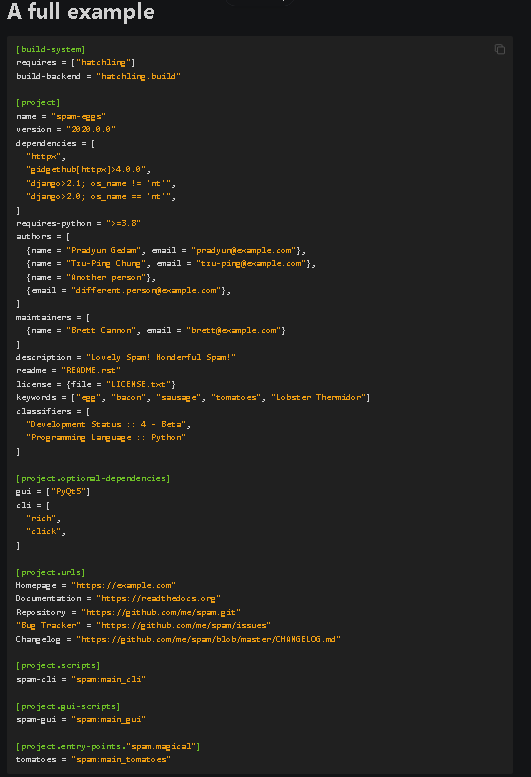 A full example
[build-system]
requires = ["hatchling"]
build-backend = "hatchling.build"
[project]
name = "spam-eggs"
version = "2020.0.0"
dependencies = [
"httpx",
"gidgethub[httpx]>4.0.0",
"django>2.1; os_name != 'nt'",
"django>2.0; os_name == 'nt'",
]
requires-python = ">=3.8"
authors = [
{name = "Pradyun Gedam", email = "pradyun@example.com"},
{name = "Tzu-Ping Chung", email = "tzu-ping@example.com"},
{name = "Another person"},
{email = "different.person@example.com"},
]
maintainers = [
{name = "Brett Cannon", email = "brett@example.com"}
]
description = "Lovely Spam! Wonderful Spam!"
readme = "README.rst"
license = {file = "LICENSE.txt"}
keywords = ["egg", "bacon", "sausage", "tomatoes", "Lobster Thermidor"]
classifiers = [
"Development Status :: 4 - Beta",
"Programming Language :: Python"
]
[project.optional-dependencies]
gui = ["PyQt5"]
cli = [
"rich",
"click",
]
[project.urls]
Homepage = "https://example.com"
Documentation = "https://readthedocs.org"
Repository = "https://github.com/me/spam.git"
"Bug Tracker" = "https://github.com/me/spam/issues"
Changelog = "https://github.com/me/spam/blob/master/CHANGELOG.md"
[project.scripts]
spam-cli = "spam:main_cli"
[project.gui-scripts]
spam-gui = "spam:main_gui"
[project.entry-points."spam.magical"]
tomatoes = "spam:main_tomatoes"